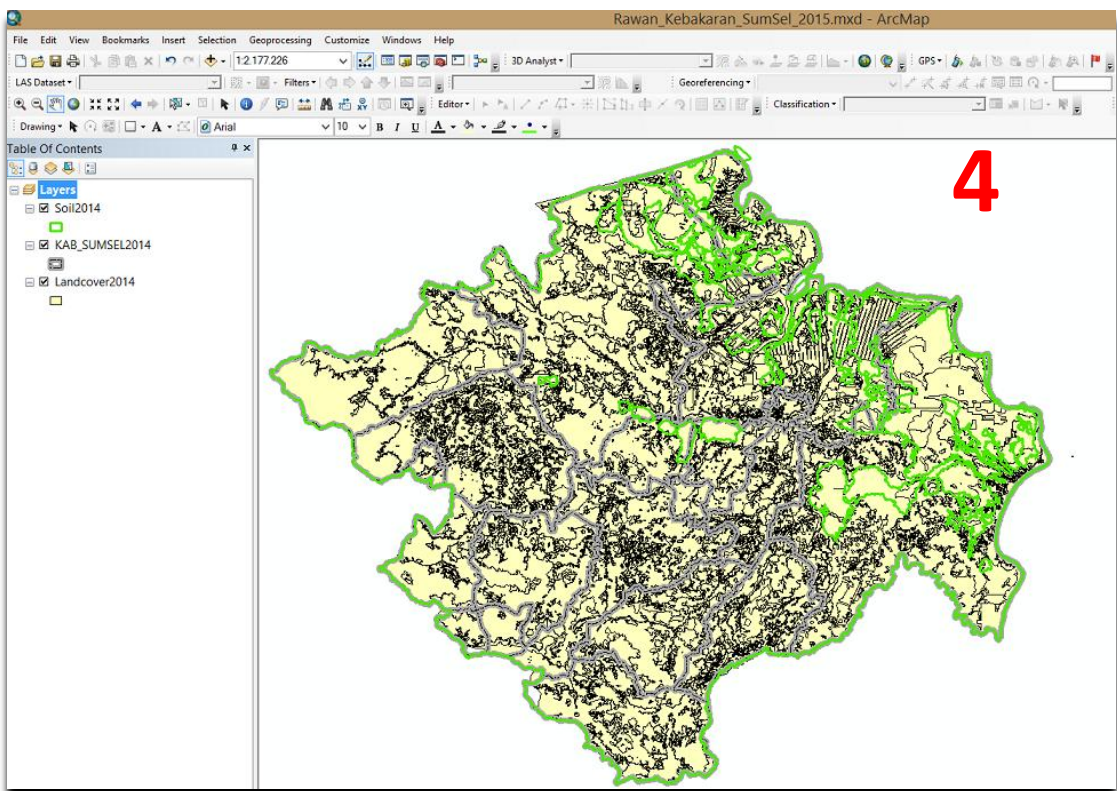 Rawan_Kebakaran_SumSel_2015.mxd - ArcMap
File Edit View Bookmarks Insert Selection Geoprocessing Customize Windows Help
1:2.177.226 3D Analyst GPS
LAS Dataset Filters Georeferencing
Editor Classification
Drawing A Arial 10 B I U A
Table Of Contents
4
Layers
Soil2014
KAB_SUMSEL2014
Landcover2014